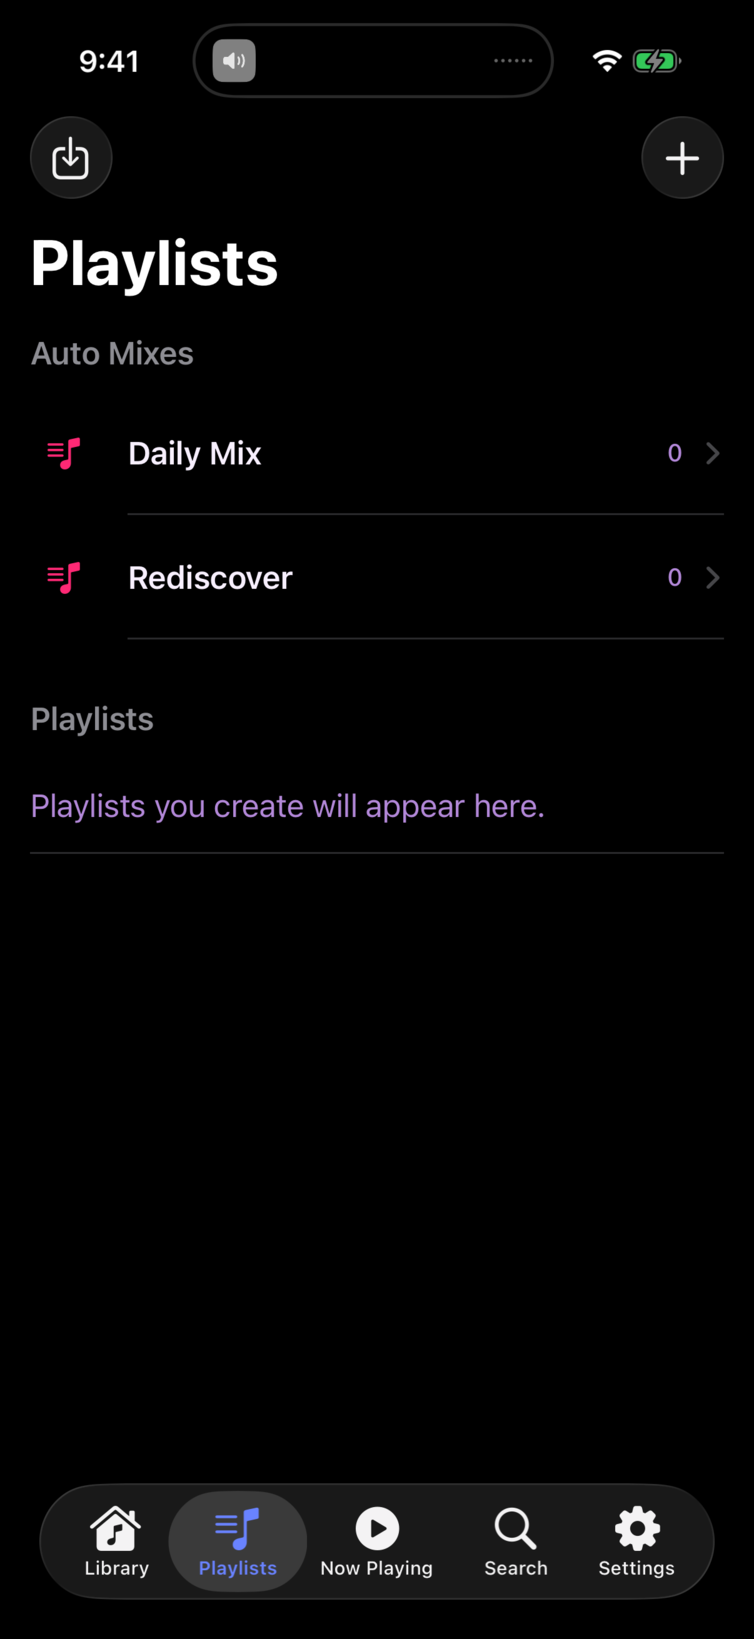 9:41
Playlists
Auto Mixes
Daily Mix 0
Rediscover 0
Playlists
Playlists you create will appear here.
Library Playlists Now Playing Search Settings